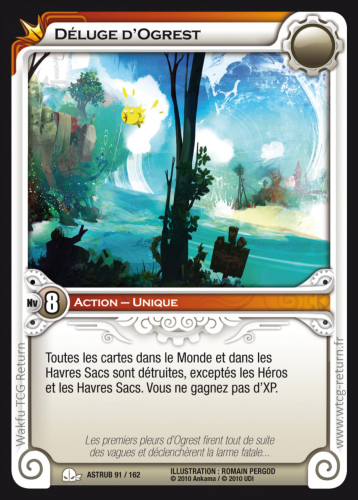 DÉLUGE D'OGREST
Nv 8 ACTION – UNIQUE
Toutes les cartes dans le Monde et dans les
Havres Sacs sont détruites, exceptés les Héros
et les Havres Sacs. Vous ne gagnez pas d'XP.
Les premiers pleurs d'Ogrest firent tout de suite
des vagues et déclenchèrent la larme fatale...
ASTRUB 91 / 162
ILLUSTRATION : ROMAIN PERGOD
© 2010 Ankama / © 2010 UDI
Wakfu TCG Return
www.wtcg-return.fr